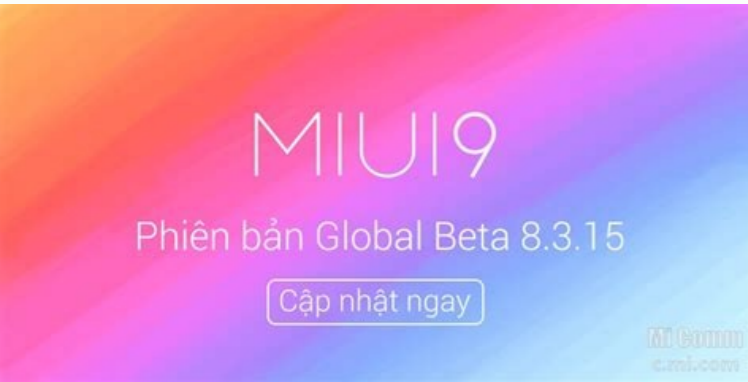 MIUI9
Phiên bản Global Beta 8.3.15
Cập nhật ngay
Mi Comm
c.mi.com